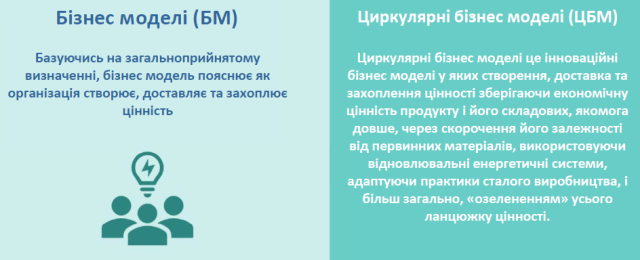 Бізнес моделі (БМ)
Базуючись на загальноприйнятому
визначенні, бізнес модель пояснює як
організація створює, доставляє та захоплює
цінність
Циркулярні бізнес моделі (ЦБМ)
Циркулярні бізнес моделі це інноваційні
бізнес моделі у яких створення, доставка та
захоплення цінності зберігаючи економічну
цінність продукту і його складових, якомога
довше, через скорочення його залежності
від первинних матеріалів, використовуючи
відновлювальні енергетичні системи,
адаптуючи практики сталого виробництва, і
більш загально, «озелененням» усього
ланцюжку цінності.